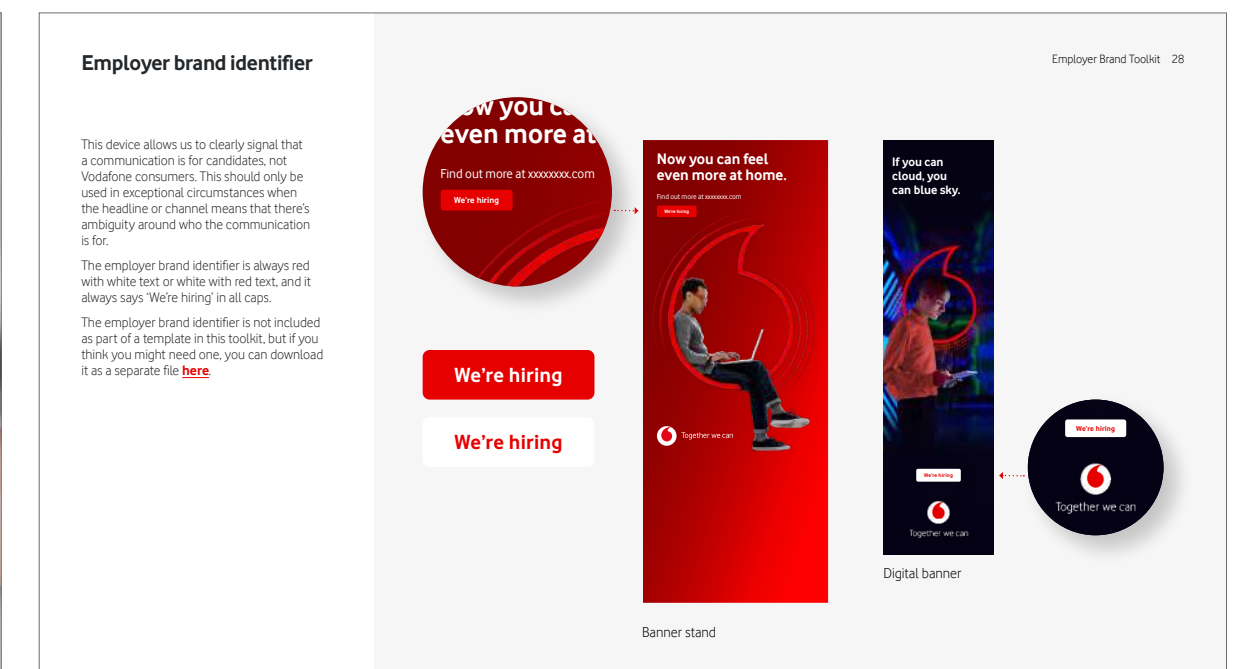 Employer brand identifier
Employer Brand Toolkit 28
This device allows us to clearly signal that
a communication is for candidates, not
Vodafone consumers. This should only be
used in exceptional circumstances when
the headline or channel means that there's
ambiguity around who the communication
is for.
The employer brand identifier is always red
with white text or white with red text, and it
always says ‘We're hiring’ in all caps.
The employer brand identifier is not included
as part of a template in this toolkit, but if you
think you might need one, you can download
it as a separate file here.
even more at
Find out more at xxxxxxxx.com
We're hiring
We're hiring
We're hiring
Now you can feel
even more at home.
Find out more at xxxxxxxx.com
We're hiring
Together we can
Banner stand
If you can
cloud, you
can blue sky.
We're hiring
Together we can
Digital banner
We're hiring
Together we can